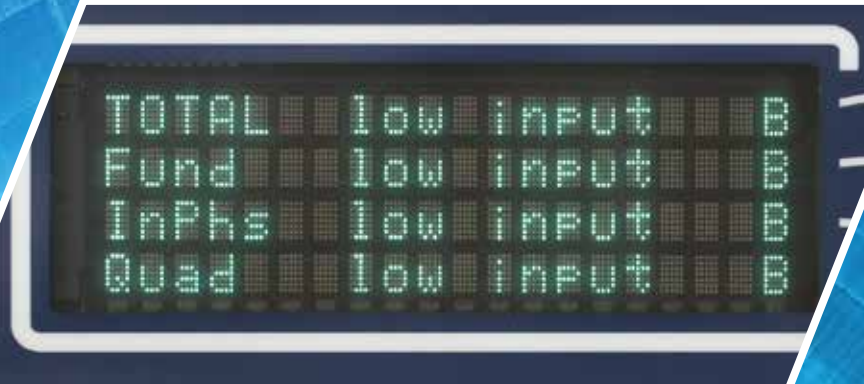 TOTAL low input B
Fund low input B
InPhs low input B
Quad low input B